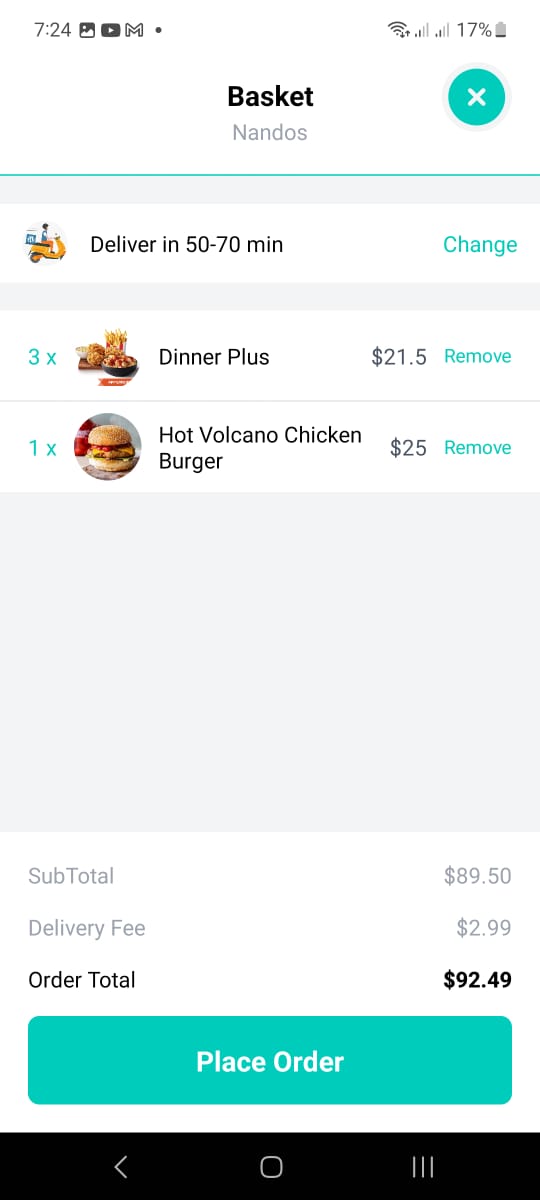 7:24 17%
Basket
Nandos
Deliver in 50-70 min Change
3 x Dinner Plus $21.5 Remove
1 x Hot Volcano Chicken Burger $25 Remove
SubTotal $89.50
Delivery Fee $2.99
Order Total $92.49
Place Order